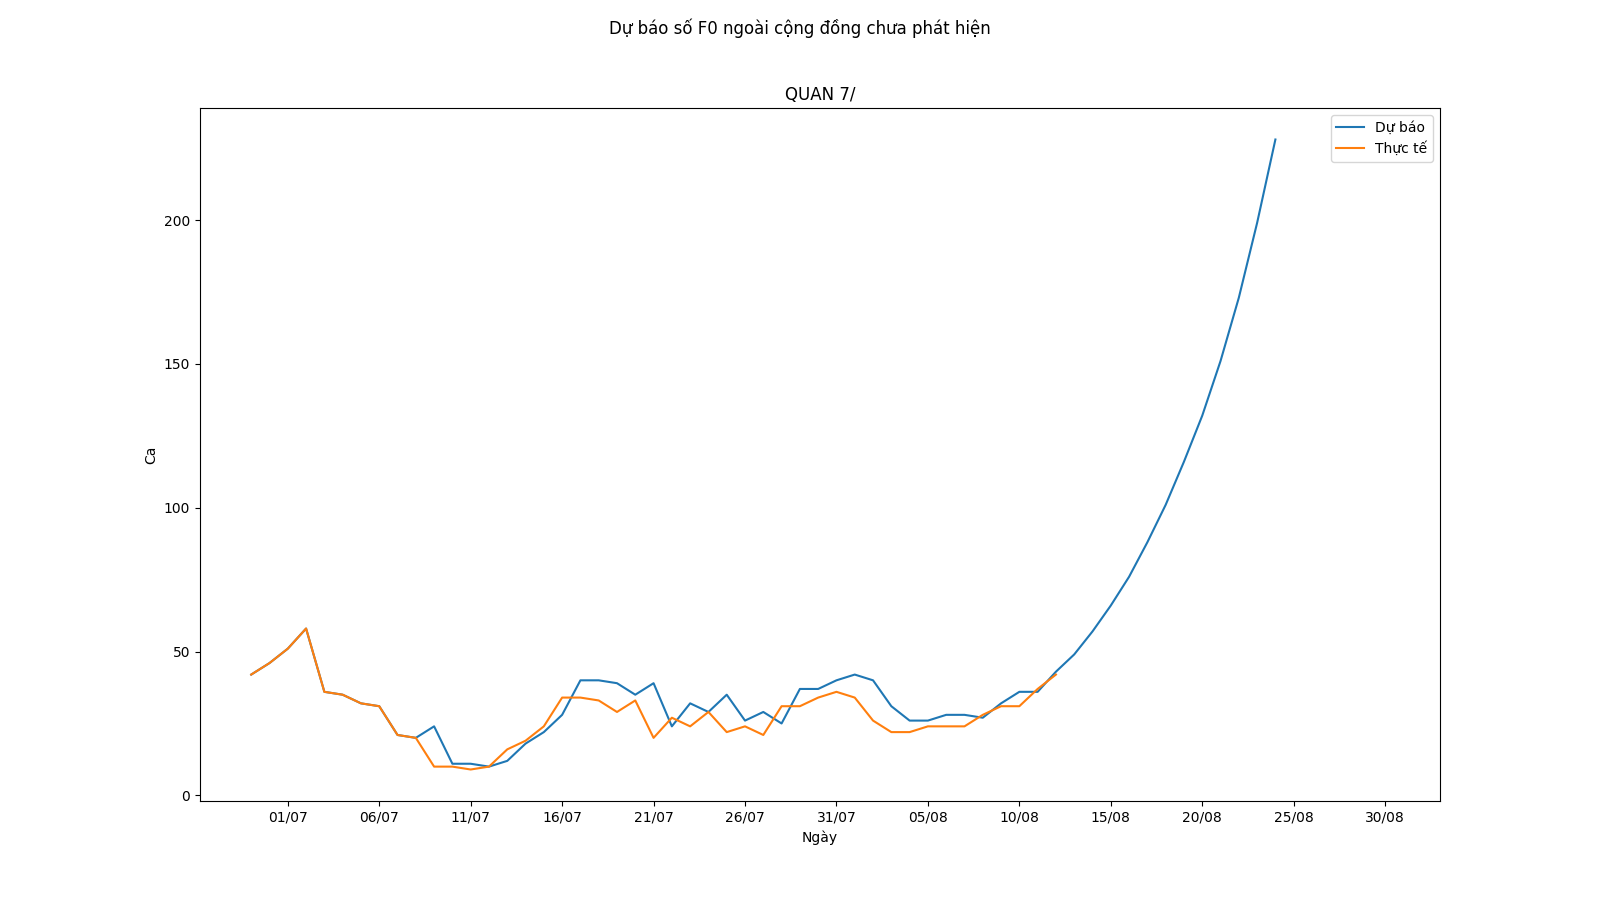 Dự báo số F0 ngoài cộng đồng chưa phát hiện
QUAN 7/
Dự báo
Thực tế
200
150
100
50
0
Ca
01/07 06/07 11/07 16/07 21/07 26/07 31/07 05/08 10/08 15/08 20/08 25/08 30/08
Ngày